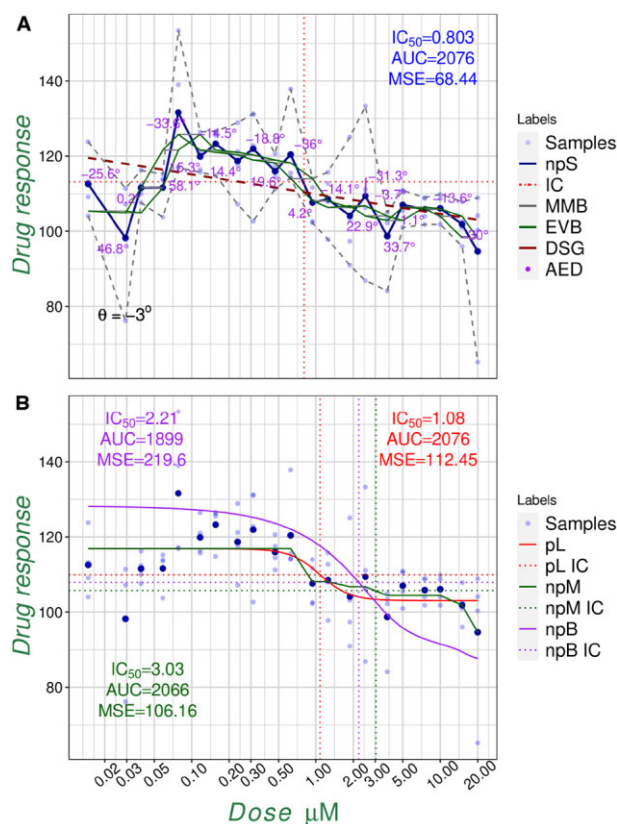 A
IC50=0.803
AUC=2076
MSE=68.44
Drug response
140
120
100
80
−25.6°
46.8°
0.2°
58.1°
−33.6°
5.3°
−14.5°
−14.4°
−18.8°
19.6°
−36°
4.2°
−14.1°
22.9°
−31.3°
33.7°
3.7°
1°
−13.6°
−30°
θ = −3°
Labels
Samples
npS
IC
MMB
EVB
DSG
AED
B
IC50=2.21
AUC=1899
MSE=219.6
IC50=1.08
AUC=2076
MSE=112.45
IC50=3.03
AUC=2066
MSE=106.16
Drug response
140
120
100
80
Labels
Samples
pL
pL IC
npM
npM IC
npB
npB IC
0.02
0.03
0.05
0.10
0.20
0.30
0.50
1.00
2.00
3.00
5.00
10.00
20.00
Dose μM